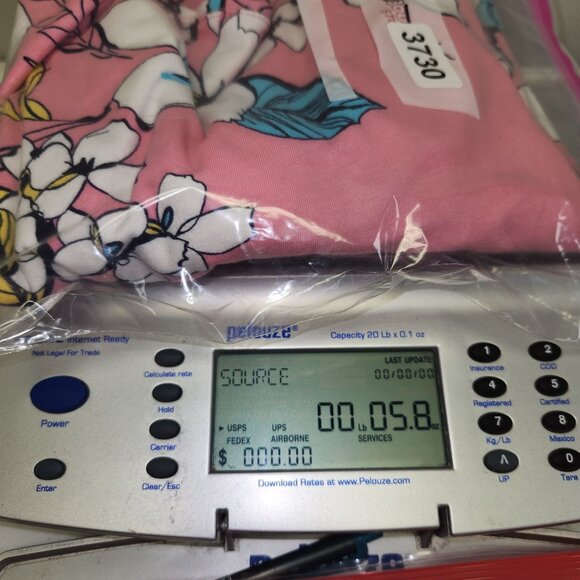 3730
Internet Ready
Not Legal For Trade
pelouze®
Capacity 20 Lb x 0.1 oz
Calculate rate
Hold
Carrier
Clear/Esc
Power
Enter
LAST UPDATE
SOURCE 00/00/00
00 Lb 05.8 oz
USPS UPS
FEDEX AIRBORNE SERVICES
$ 000.00
Download Rates at www.Pelouze.com
1
Insurance
2
COD
4
Registered
5
Certified
7
Kg/Lb
8
Mexico
Λ
UP
0
Tare
Pelouze